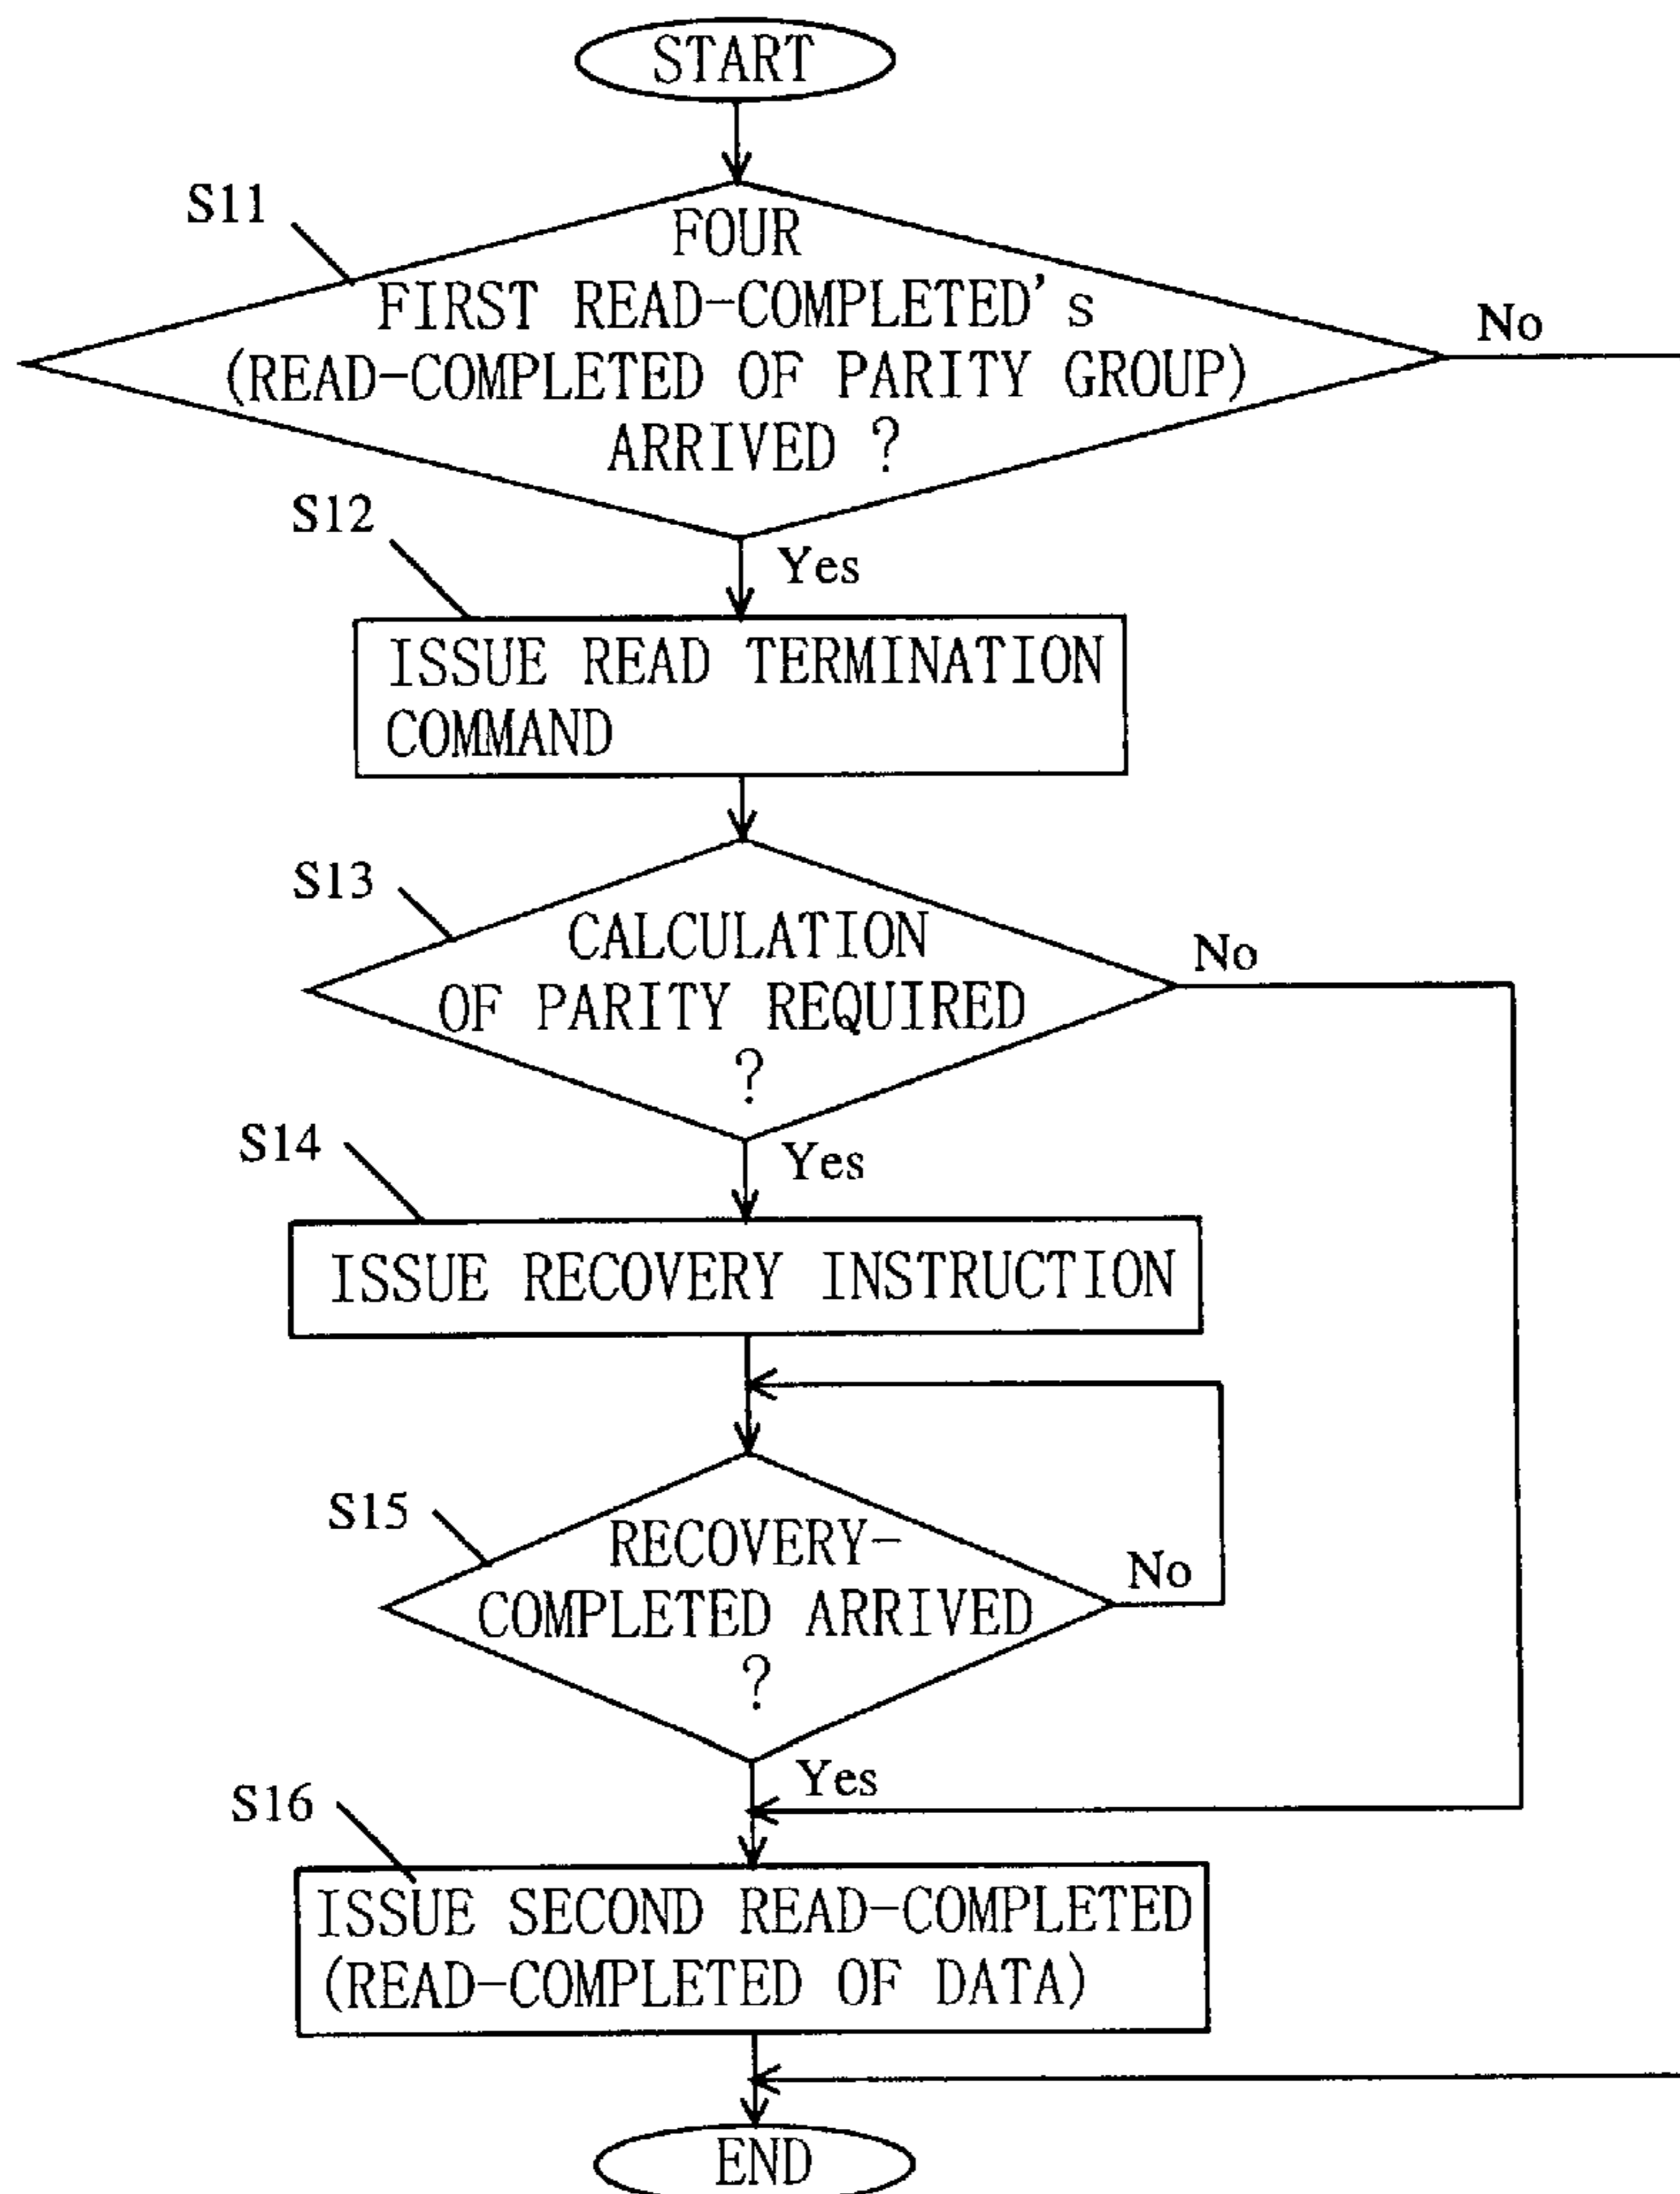 START
S11
FOUR
FIRST READ-COMPLETED's
No
(READ-COMPLETED OF PARITY GROUP)
ARRIVED ?
S12
Yes
ISSUE READ TERMINATION
COMMAND
S13
CALCULATION
No
OF PARITY REQUIRED
?
S14
Yes
ISSUE RECOVERY INSTRUCTION
S15
RECOVERY-
No
COMPLETED ARRIVED
?
Yes
S16
ISSUE SECOND READ-COMPLETED
(READ-COMPLETED OF DATA)
END